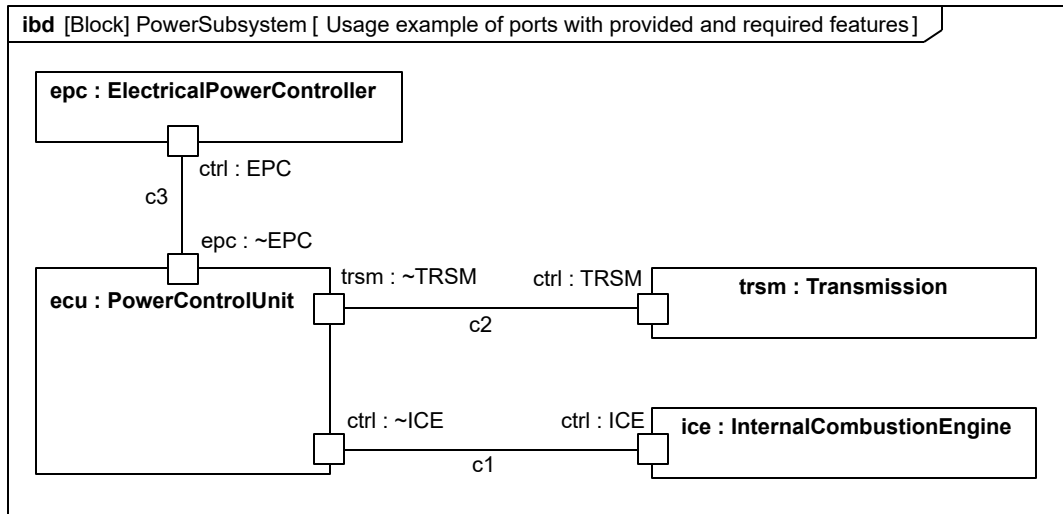 ibd [Block] PowerSubsystem [ Usage example of ports with provided and required features ]
epc : ElectricalPowerController
ctrl : EPC
c3
epc : ~EPC
ecu : PowerControlUnit
trsm : ~TRSM
ctrl : TRSM
trsm : Transmission
c2
ctrl : ~ICE
ctrl : ICE
ice : InternalCombustionEngine
c1